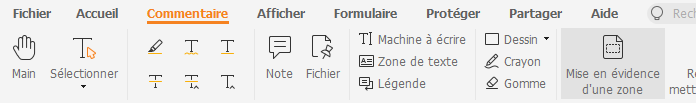 Fichier Accueil Commentaire Afficher Formulaire Protéger Partager Aide
Main
Sélectionner
Note
Fichier
Machine à écrire
Zone de texte
Légende
Dessin
Crayon
Gomme
Mise en évidence
d'une zone